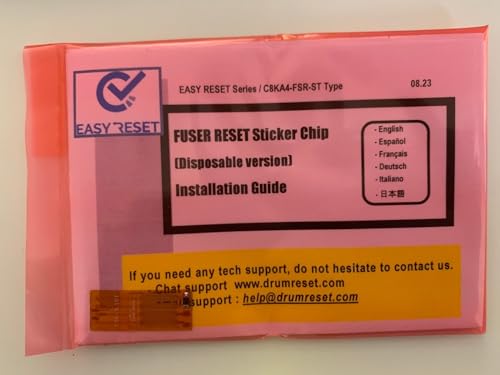 EASY RESET
EASY RESET Series / C8KA4-FSR-ST Type
08.23
FUSER RESET Sticker Chip
(Disposable version)
Installation Guide
- English
- Español
- Français
- Deutsch
- Italiano
- 日本語
If you need any tech support, do not hesitate to contact us.
Chat support www.drumreset.com
support : help@drumreset.com